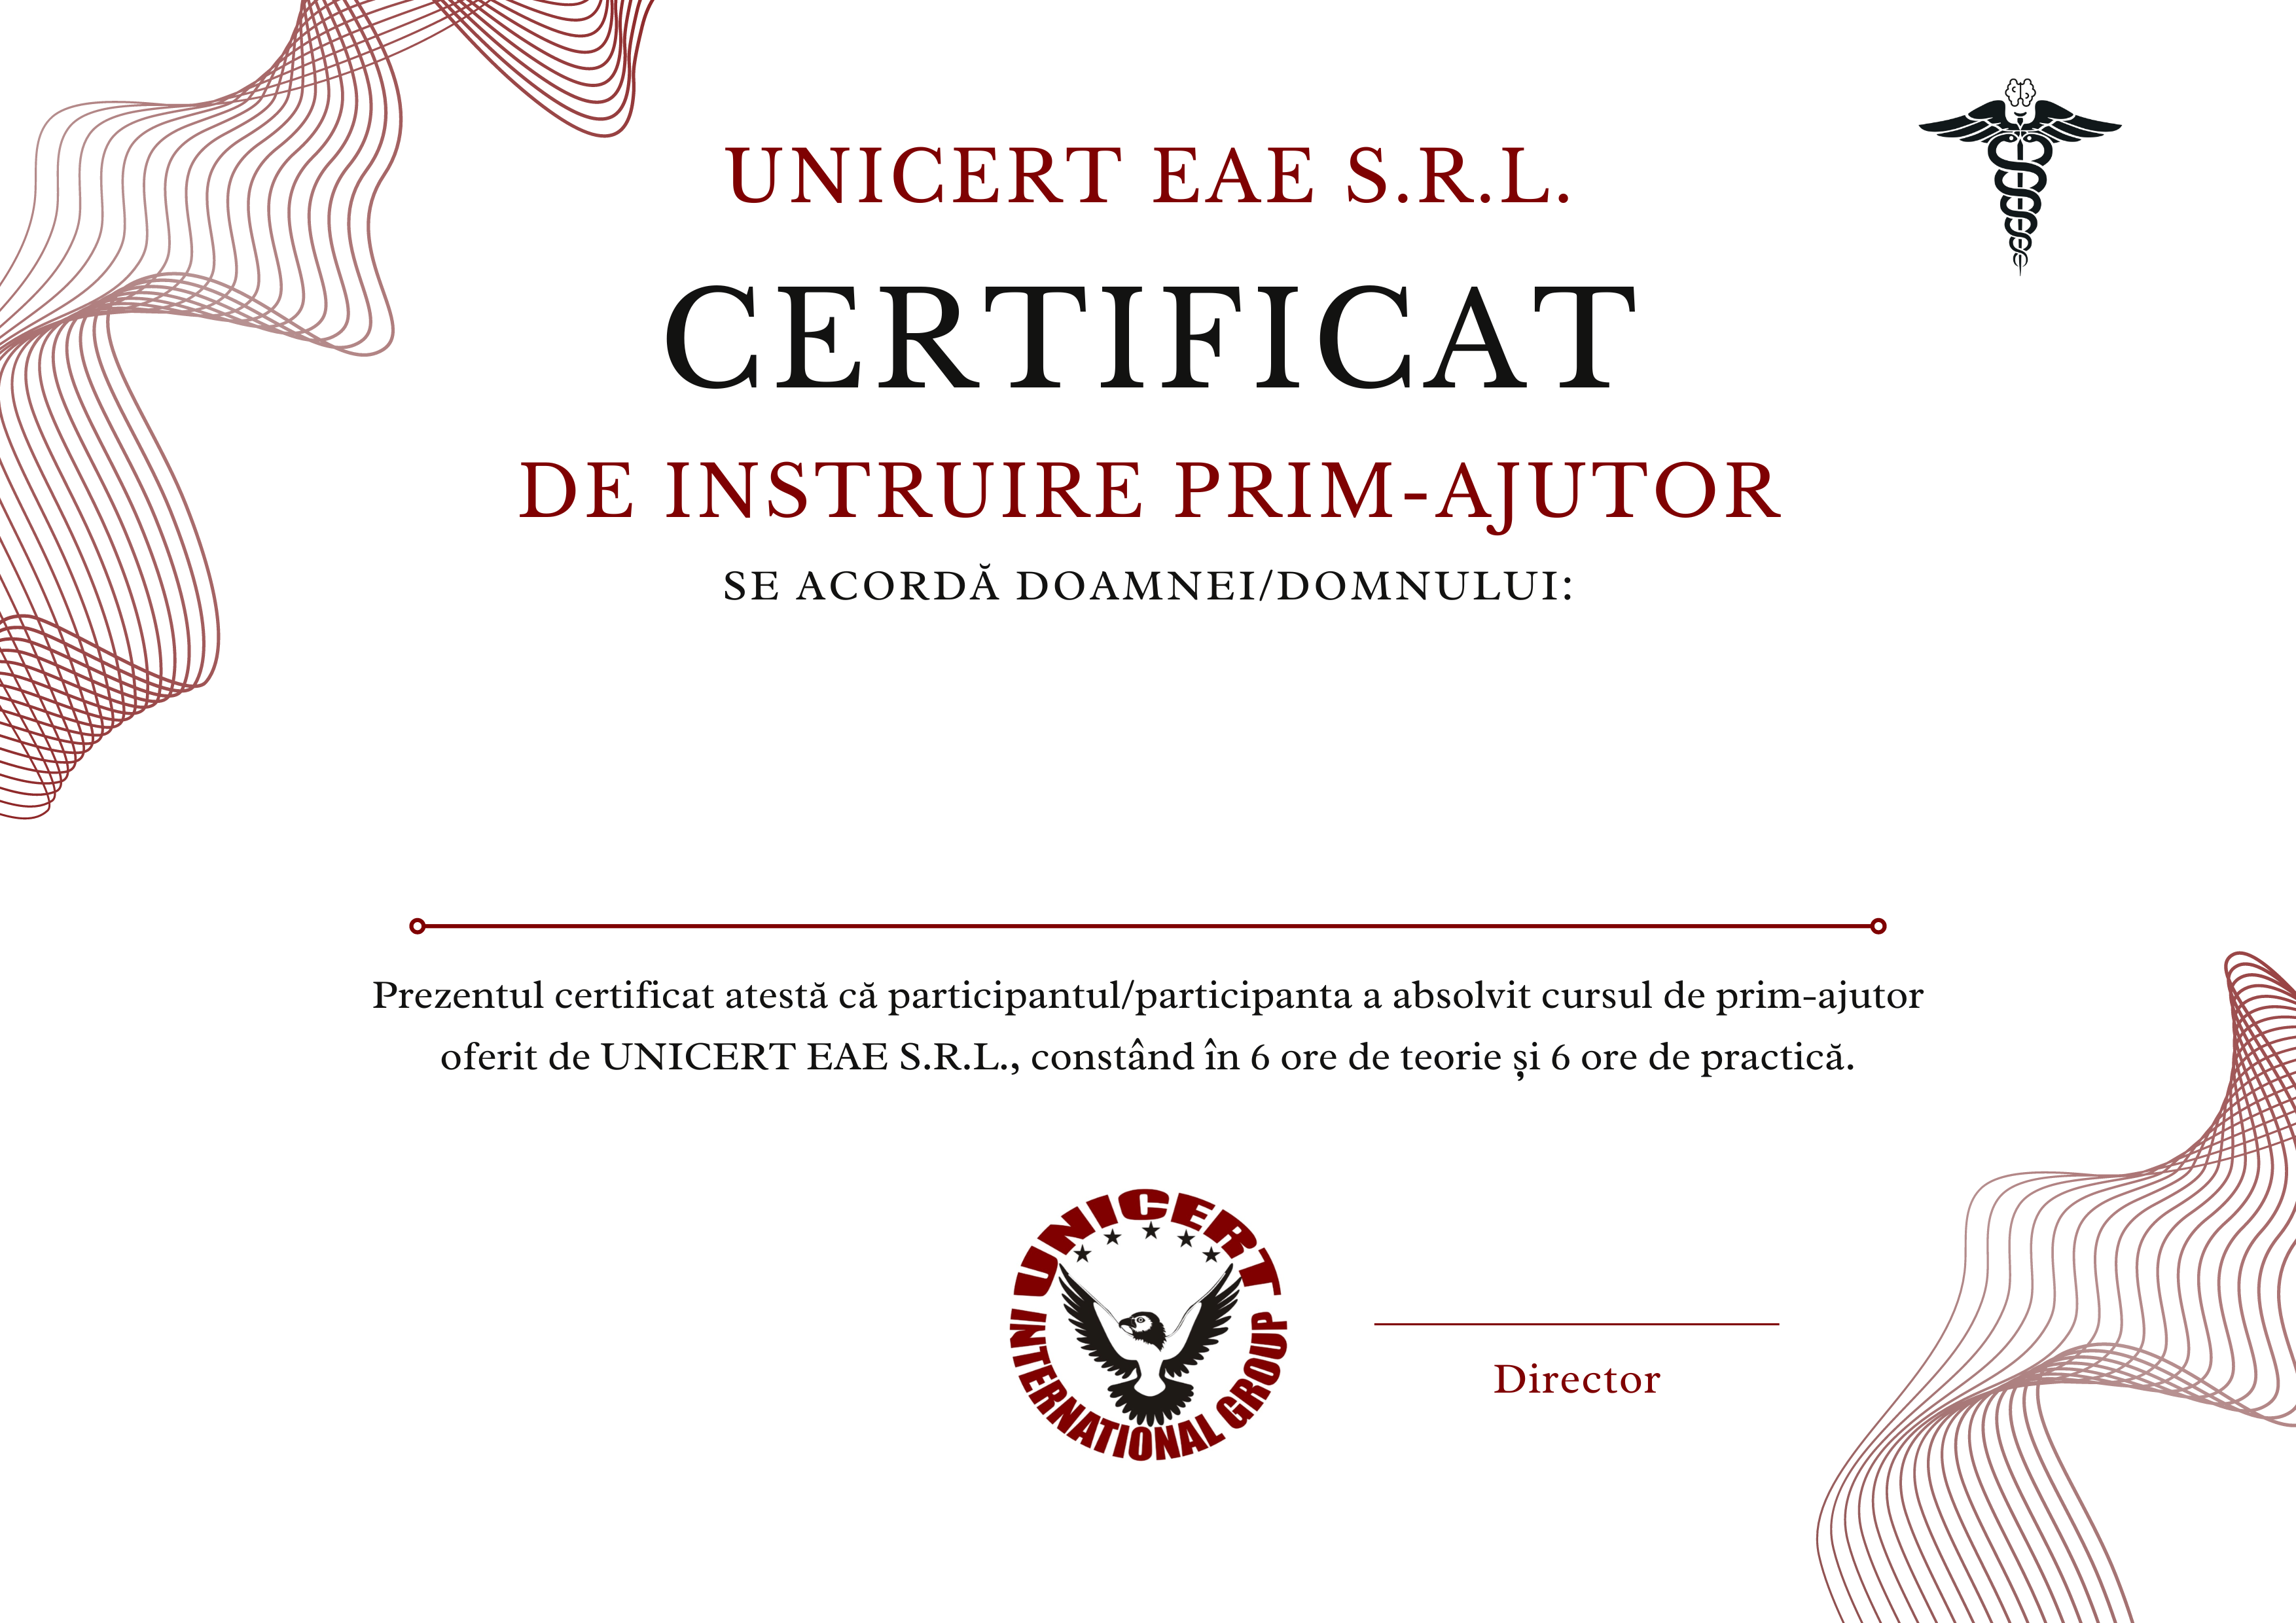 UNICERT EAE S.R.L.
CERTIFICAT
DE INSTRUIRE PRIM-AJUTOR
SE ACORDĂ DOAMNEI/DOMNULUI:
Prezentul certificat atestă că participantul/participanta a absolvit cursul de prim-ajutor
oferit de UNICERT EAE S.R.L., constând în 6 ore de teorie și 6 ore de practică.
UNICERT
INTERNATIONAL GROUP
Director